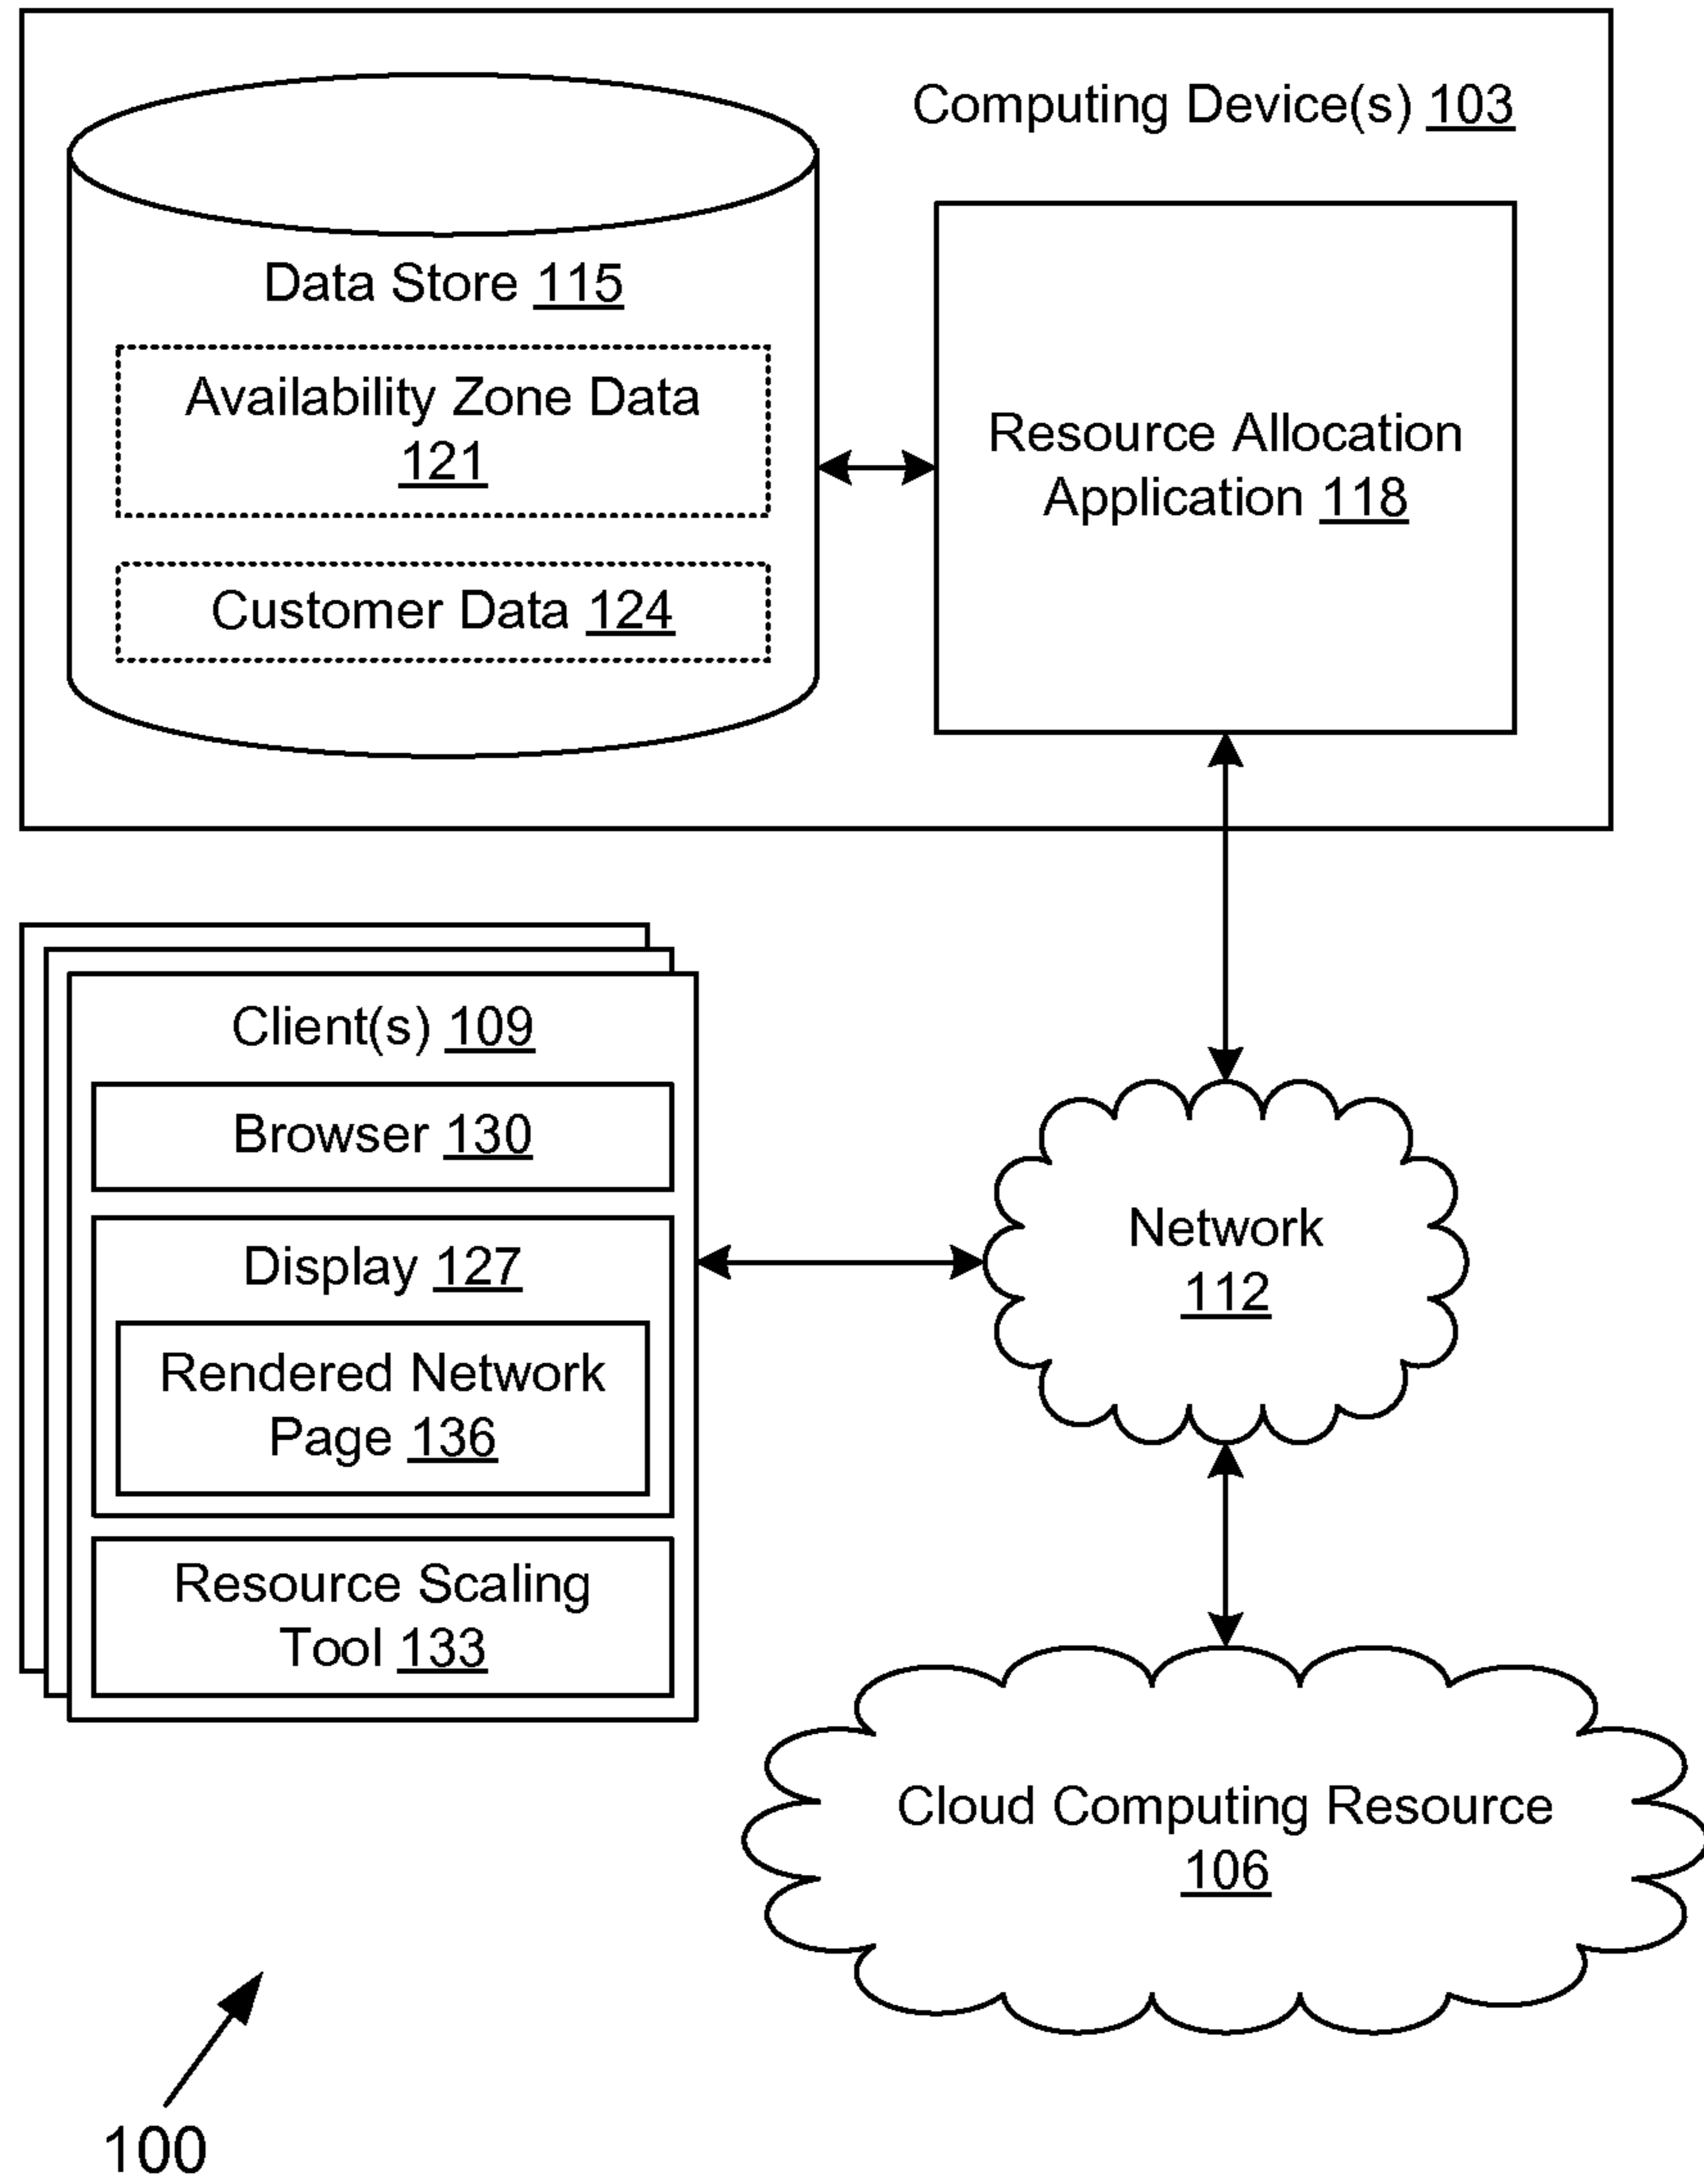 Computing Device(s) 103
Data Store 115
Availability Zone Data
121
Customer Data 124
Resource Allocation
Application 118
Client(s) 109
Browser 130
Display 127
Rendered Network
Page 136
Resource Scaling
Tool 133
Network
112
Cloud Computing Resource
106
100